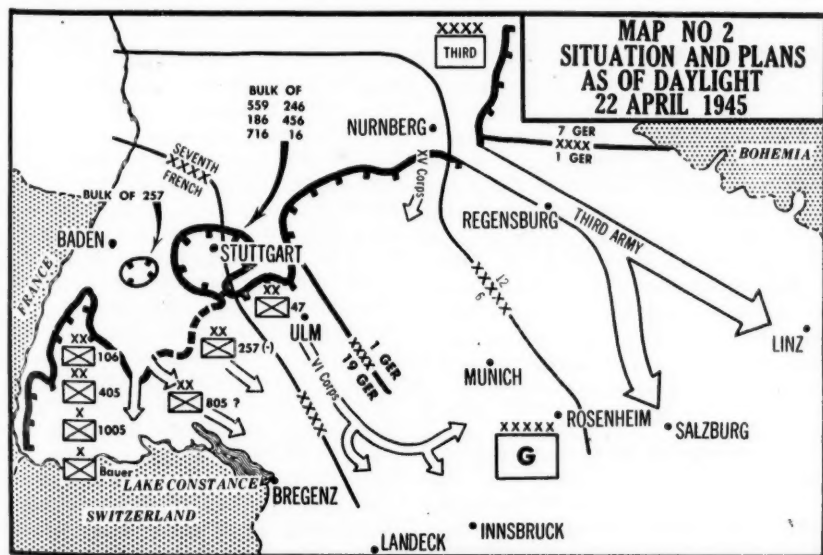 MAP NO 2
SITUATION AND PLANS
AS OF DAYLIGHT
22 APRIL 1945
XXXX
THIRD
BULK OF
559 246
186 456
716 16
NURNBERG
7 GER
XXXX
1 GER
BOHEMIA
SEVENTH
XXXX
FRENCH
XV Corps
BULK OF 257
REGENSBURG
THIRD ARMY
BADEN
STUTTGART
FRANCE
XX
47
12
XXXXX
6
ULM
LINZ
XX
106
XX
257 (-)
1 GER
XXXX
19 GER
VI Corps
MUNICH
XX
405
XX
805 ?
XXXX
ROSENHEIM
SALZBURG
X
1005
XXXXX
G
X
Bauer
LAKE CONSTANCE
BREGENZ
SWITZERLAND
INNSBRUCK
LANDECK